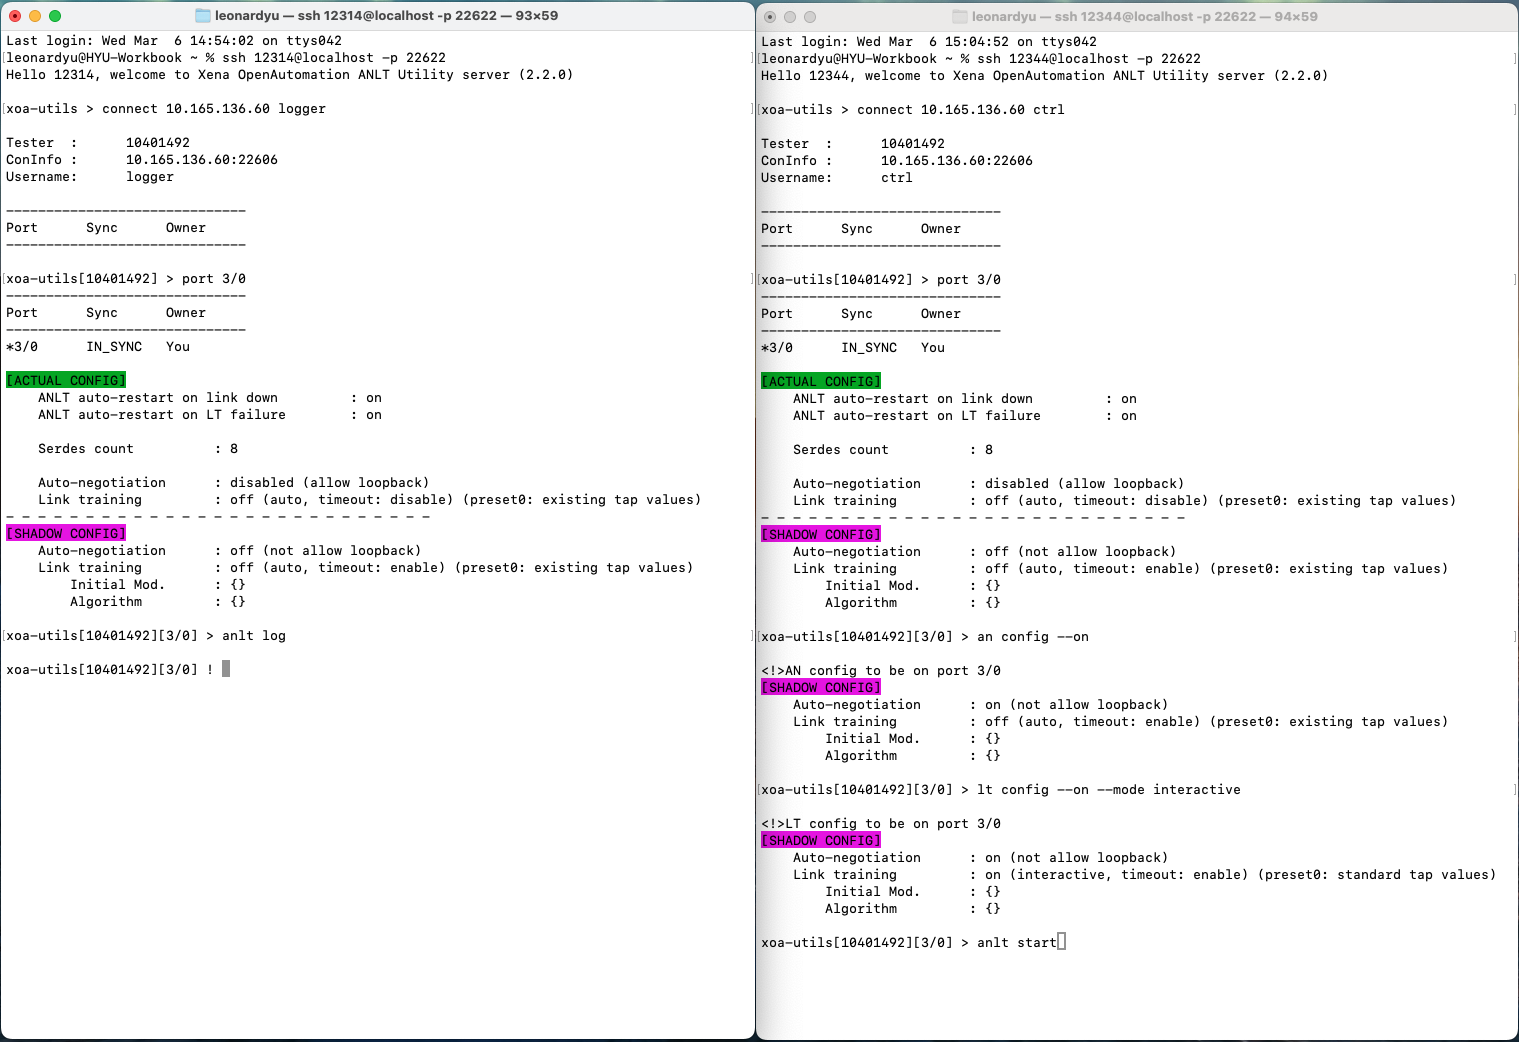 leonardyu — ssh 12314@localhost -p 22622 — 93×59
Last login: Wed Mar  6 14:54:02 on ttys042
[leonardyu@HYU-Workbook ~ % ssh 12314@localhost -p 22622 ]
Hello 12314, welcome to Xena OpenAutomation ANLT Utility server (2.2.0)
[xoa-utils > connect 10.165.136.60 logger ]
Tester  :      10401492
ConInfo :      10.165.136.60:22606
Username:      logger
------------------------------
Port      Sync      Owner
------------------------------
[xoa-utils[10401492] > port 3/0 ]
------------------------------
Port      Sync      Owner
------------------------------
*3/0      IN_SYNC   You
[ACTUAL CONFIG]
    ANLT auto-restart on link down         : on
    ANLT auto-restart on LT failure        : on
    Serdes count          : 8
    Auto-negotiation      : disabled (allow loopback)
    Link training         : off (auto, timeout: disable) (preset0: existing tap values)
- - - - - - - - - - - - - - - - - - - - - - - - - - -
[SHADOW CONFIG]
    Auto-negotiation      : off (not allow loopback)
    Link training         : off (auto, timeout: enable) (preset0: existing tap values)
        Initial Mod.      : {}
        Algorithm         : {}
[xoa-utils[10401492][3/0] > anlt log ]
xoa-utils[10401492][3/0] !
leonardyu — ssh 12344@localhost -p 22622 — 94×59
Last login: Wed Mar  6 15:04:52 on ttys042
[leonardyu@HYU-Workbook ~ % ssh 12344@localhost -p 22622 ]
Hello 12344, welcome to Xena OpenAutomation ANLT Utility server (2.2.0)
[xoa-utils > connect 10.165.136.60 ctrl ]
Tester  :      10401492
ConInfo :      10.165.136.60:22606
Username:      ctrl
------------------------------
Port      Sync      Owner
------------------------------
[xoa-utils[10401492] > port 3/0 ]
------------------------------
Port      Sync      Owner
------------------------------
*3/0      IN_SYNC   You
[ACTUAL CONFIG]
    ANLT auto-restart on link down         : on
    ANLT auto-restart on LT failure        : on
    Serdes count          : 8
    Auto-negotiation      : disabled (allow loopback)
    Link training         : off (auto, timeout: disable) (preset0: existing tap values)
- - - - - - - - - - - - - - - - - - - - - - - - - - -
[SHADOW CONFIG]
    Auto-negotiation      : off (not allow loopback)
    Link training         : off (auto, timeout: enable) (preset0: existing tap values)
        Initial Mod.      : {}
        Algorithm         : {}
[xoa-utils[10401492][3/0] > an config --on ]
<!>AN config to be on port 3/0
[SHADOW CONFIG]
    Auto-negotiation      : on (not allow loopback)
    Link training         : off (auto, timeout: enable) (preset0: existing tap values)
        Initial Mod.      : {}
        Algorithm         : {}
[xoa-utils[10401492][3/0] > lt config --on --mode interactive ]
<!>LT config to be on port 3/0
[SHADOW CONFIG]
    Auto-negotiation      : on (not allow loopback)
    Link training         : on (interactive, timeout: enable) (preset0: standard tap values)
        Initial Mod.      : {}
        Algorithm         : {}
xoa-utils[10401492][3/0] > anlt start